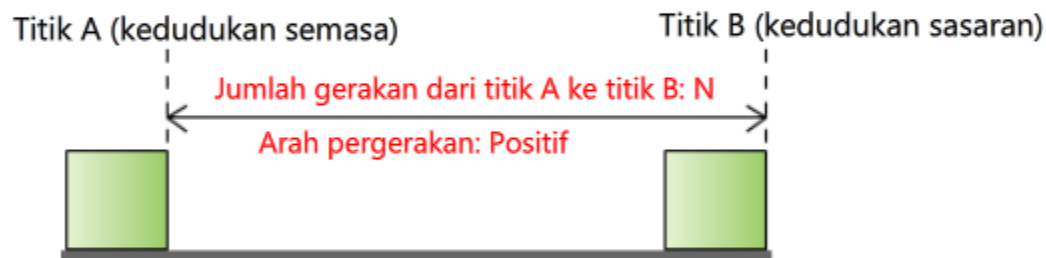 Titik A (kedudukan semasa)
Titik B (kedudukan sasaran)
Jumlah gerakan dari titik A ke titik B: N
Arah pergerakan: Positif